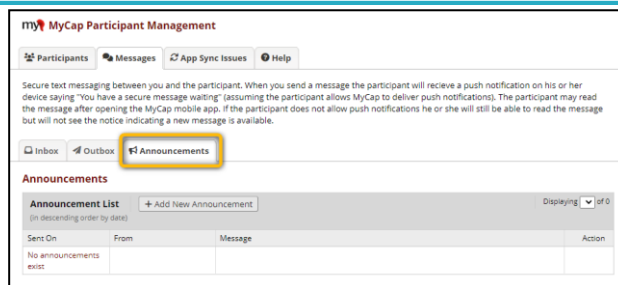 my MyCap Participant Management
Participants Messages App Sync Issues Help
Secure text messaging between you and the participant. When you send a message the participant will recieve a push notification on his or her
device saying "You have a secure message waiting" (assuming the participant allows MyCap to deliver push notifications). The participant may read
the message after opening the MyCap mobile app. If the participant does not allow push notifications he or she will still be able to read the message
but will not see the notice indicating a new message is available.
Inbox Outbox Announcements
Announcements
Announcement List + Add New Announcement Displaying of 0
(in descending order by date)
Sent On From Message Action
No announcements
exist